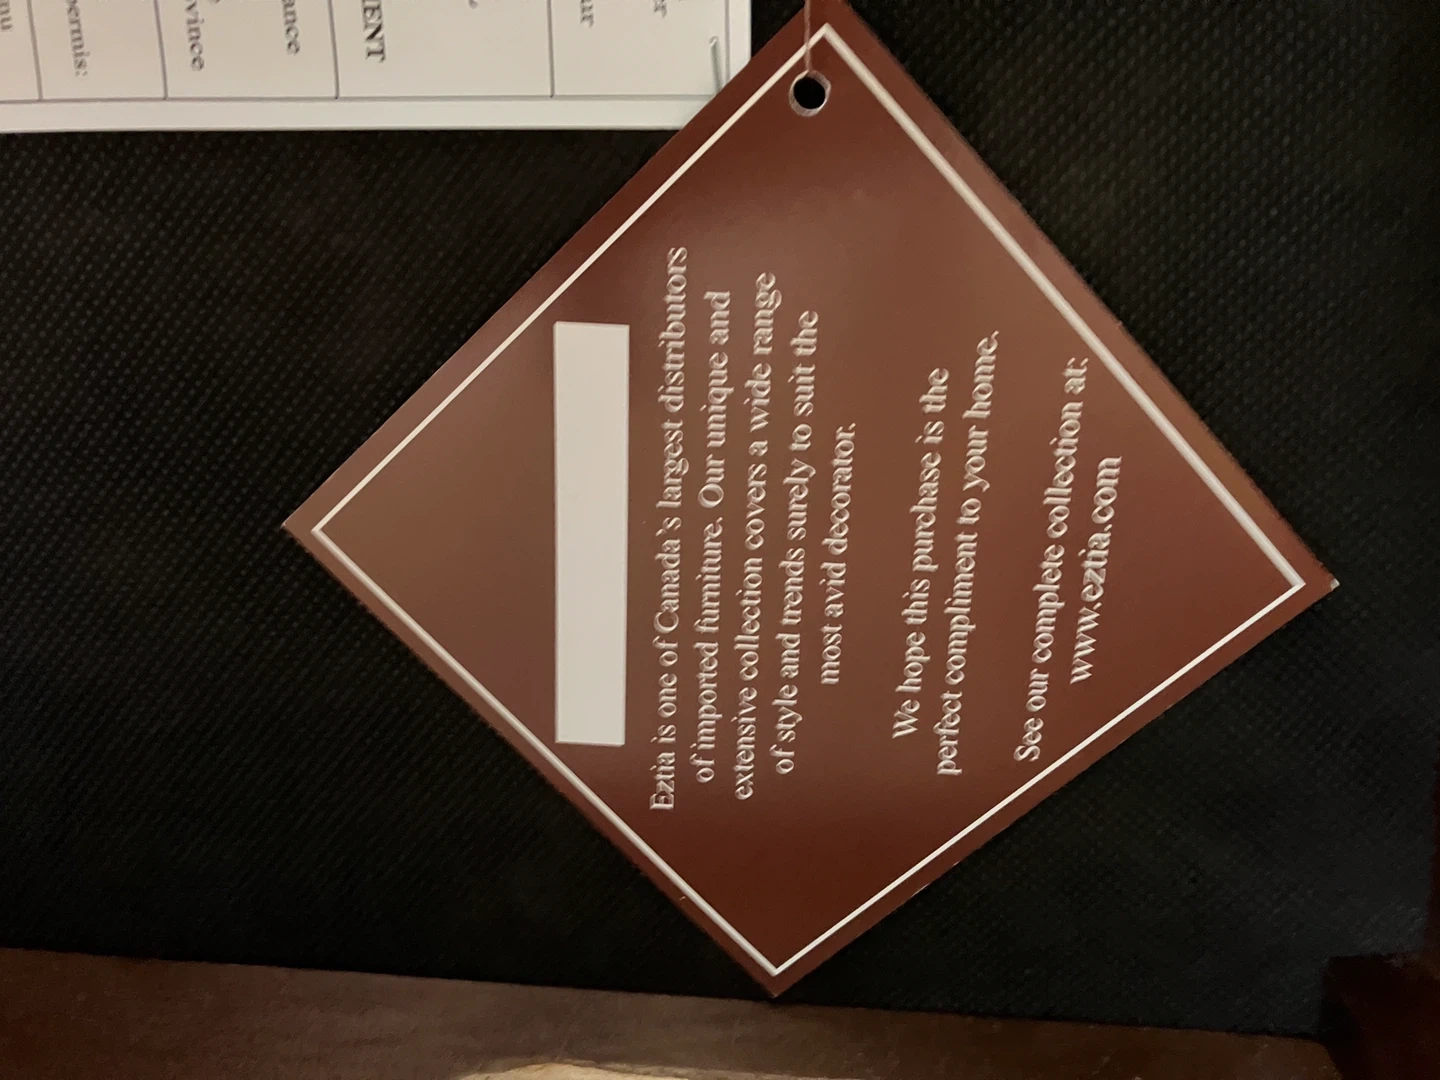 Eztia is one of Canada's largest distributors
of imported furniture. Our unique and
extensive collection covers a wide range
of style and trends surely to suit the
most avid decorator.
We hope this purchase is the
perfect compliment to your home.
See our complete collection at:
www.eztia.com
permis: